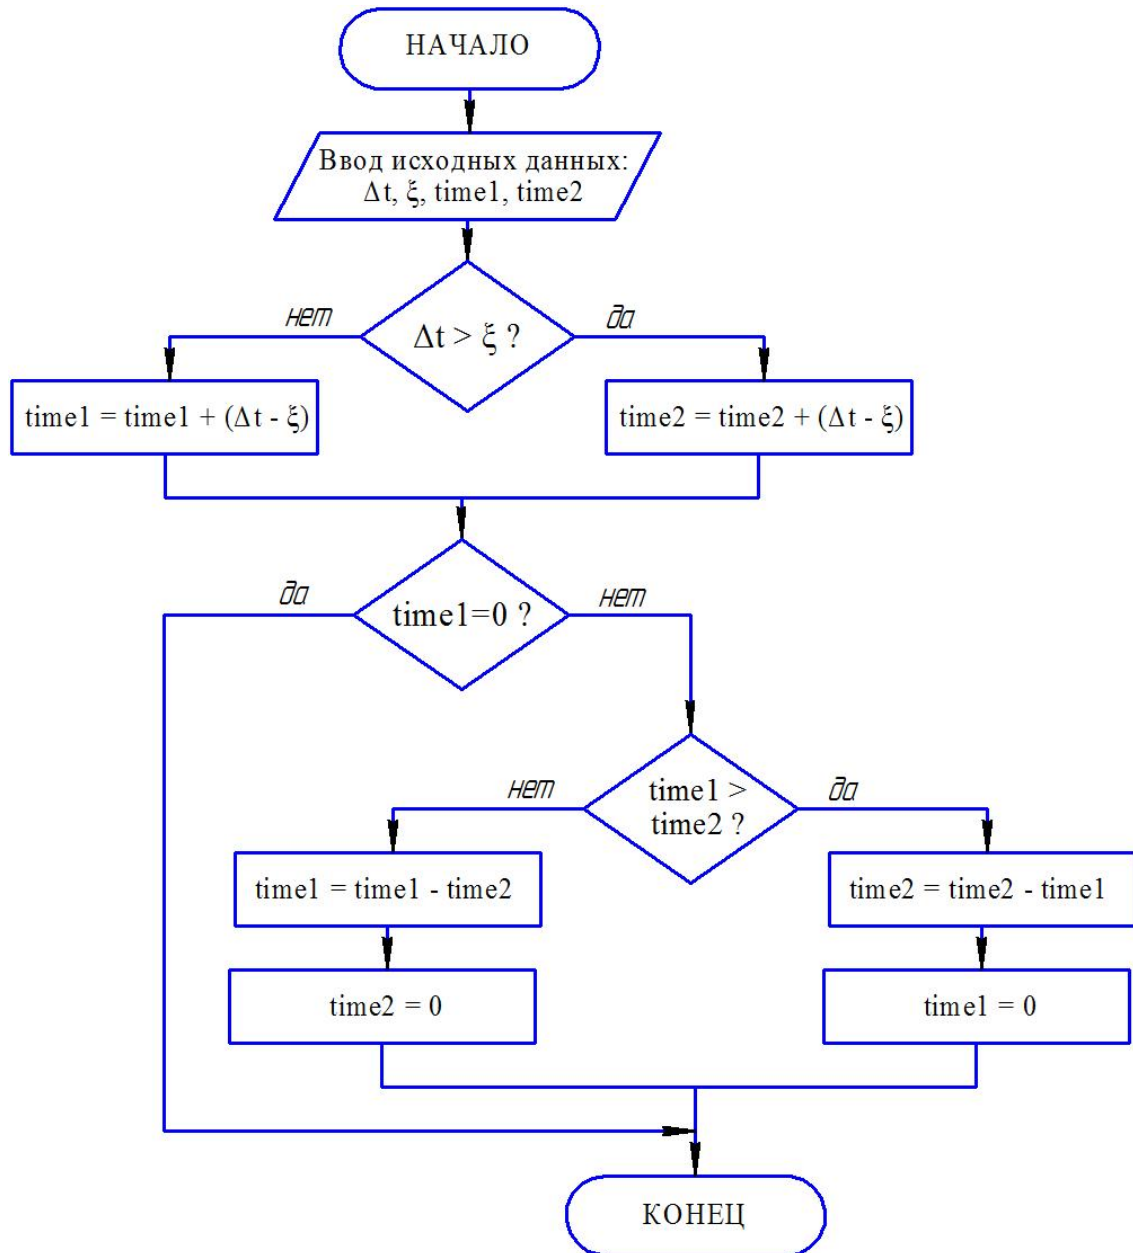 НАЧАЛО
Ввод исходных данных:
Δt, ξ, time1, time2
нет
Δt > ξ ?
да
time1 = time1 + (Δt - ξ)
time2 = time2 + (Δt - ξ)
да
time1=0 ?
нет
нет
time1 >
time2 ?
да
time1 = time1 - time2
time2 = time2 - time1
time2 = 0
time1 = 0
КОНЕЦ